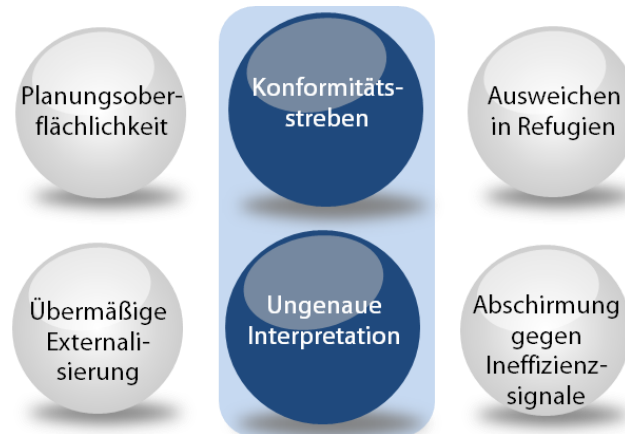 Planungsober-
flächlichkeit
Konformitäts-
streben
Ausweichen
in Refugien
Übermäßige
Externali-
sierung
Ungenaue
Interpretation
Abschirmung
gegen
Ineffizienz-
signale